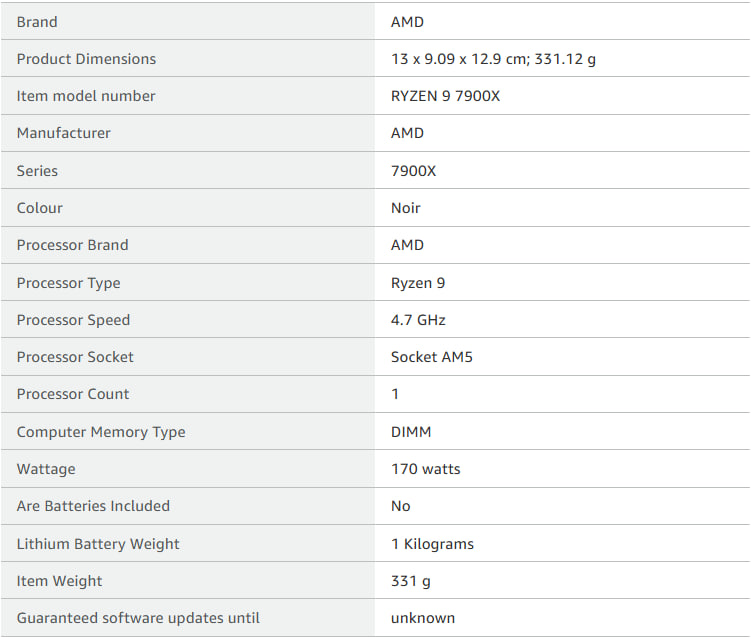 Brand AMD
Product Dimensions 13 x 9.09 x 12.9 cm; 331.12 g
Item model number RYZEN 9 7900X
Manufacturer AMD
Series 7900X
Colour Noir
Processor Brand AMD
Processor Type Ryzen 9
Processor Speed 4.7 GHz
Processor Socket Socket AM5
Processor Count 1
Computer Memory Type DIMM
Wattage 170 watts
Are Batteries Included No
Lithium Battery Weight 1 Kilograms
Item Weight 331 g
Guaranteed software updates until unknown